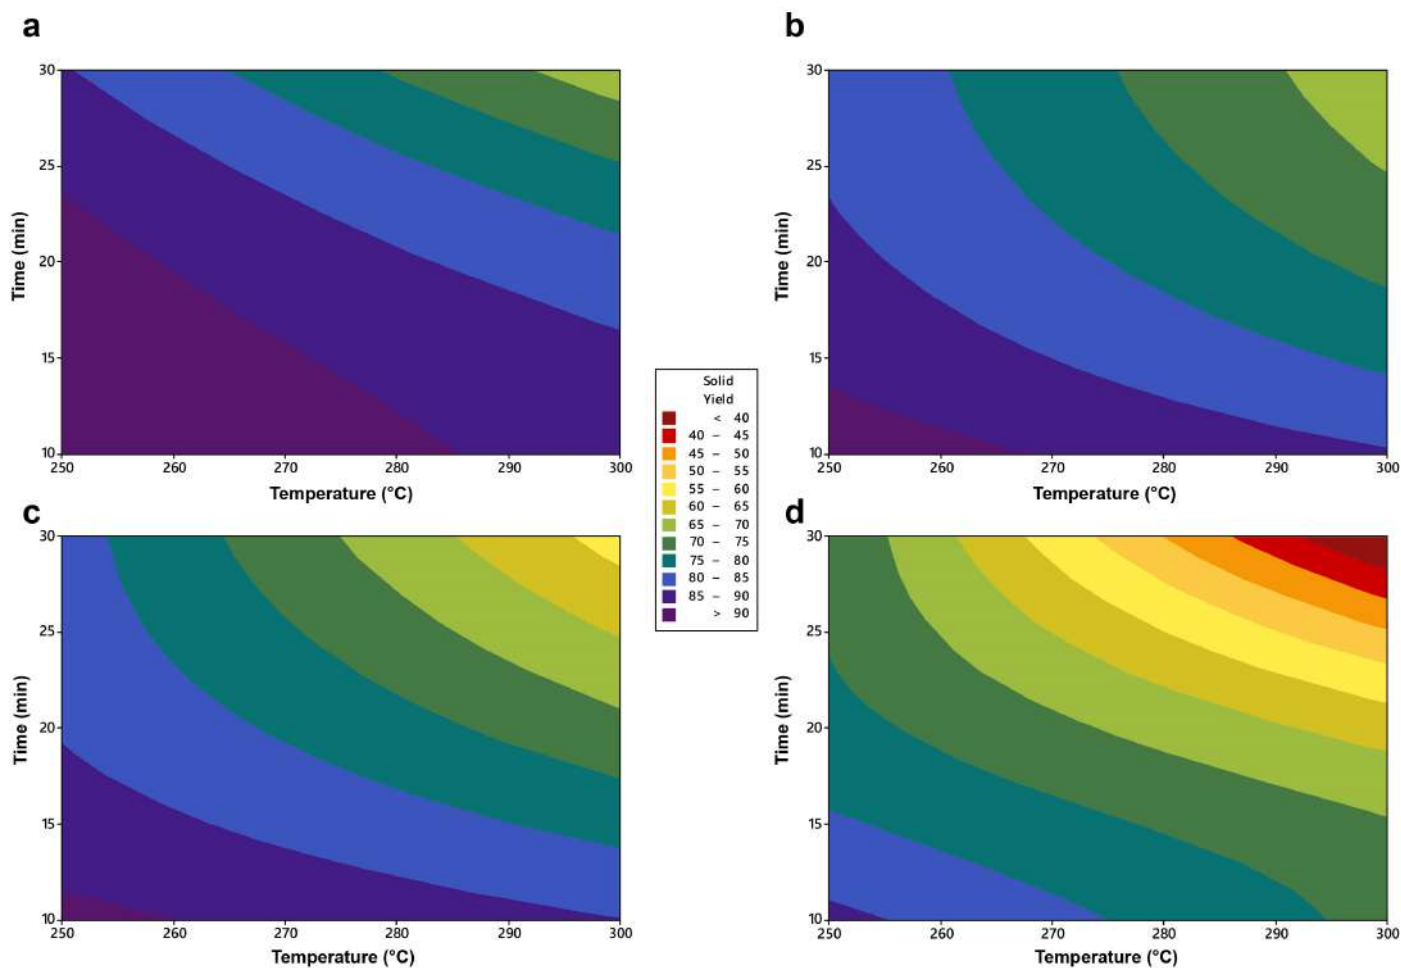 a
30
25
20
15
10
Time (min)
250 260 270 280 290 300
Temperature (°C)
b
30
25
20
15
10
Time (min)
250 260 270 280 290 300
Temperature (°C)
Solid
Yield
< 40
40 – 45
45 – 50
50 – 55
55 – 60
60 – 65
65 – 70
70 – 75
75 – 80
80 – 85
85 – 90
> 90
c
30
25
20
15
10
Time (min)
250 260 270 280 290 300
Temperature (°C)
d
30
25
20
15
10
Time (min)
250 260 270 280 290 300
Temperature (°C)